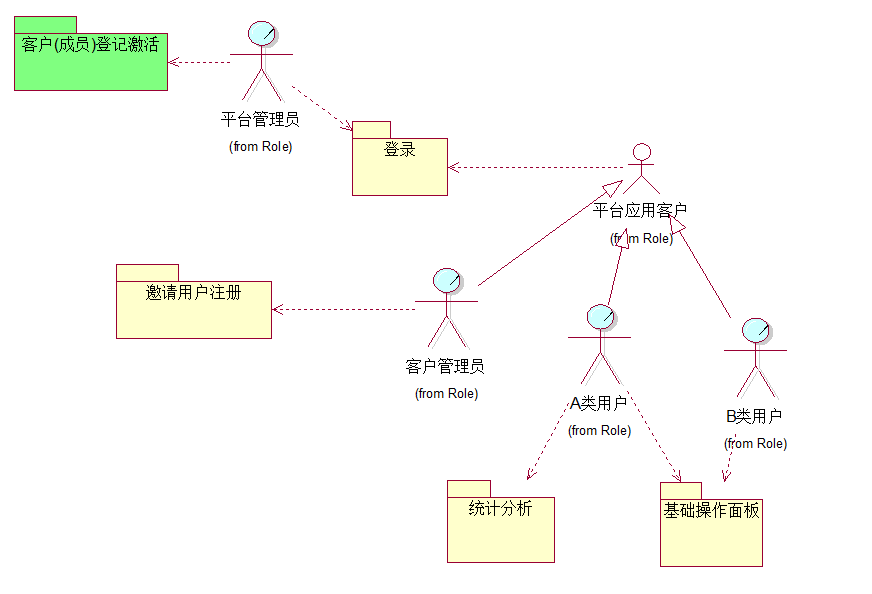 客户(成员)登记激活
平台管理员
(from Role)
登录
平台应用客户
(from Role)
邀请用户注册
客户管理员
(from Role)
A类用户
(from Role)
B类用户
(from Role)
统计分析
基础操作面板